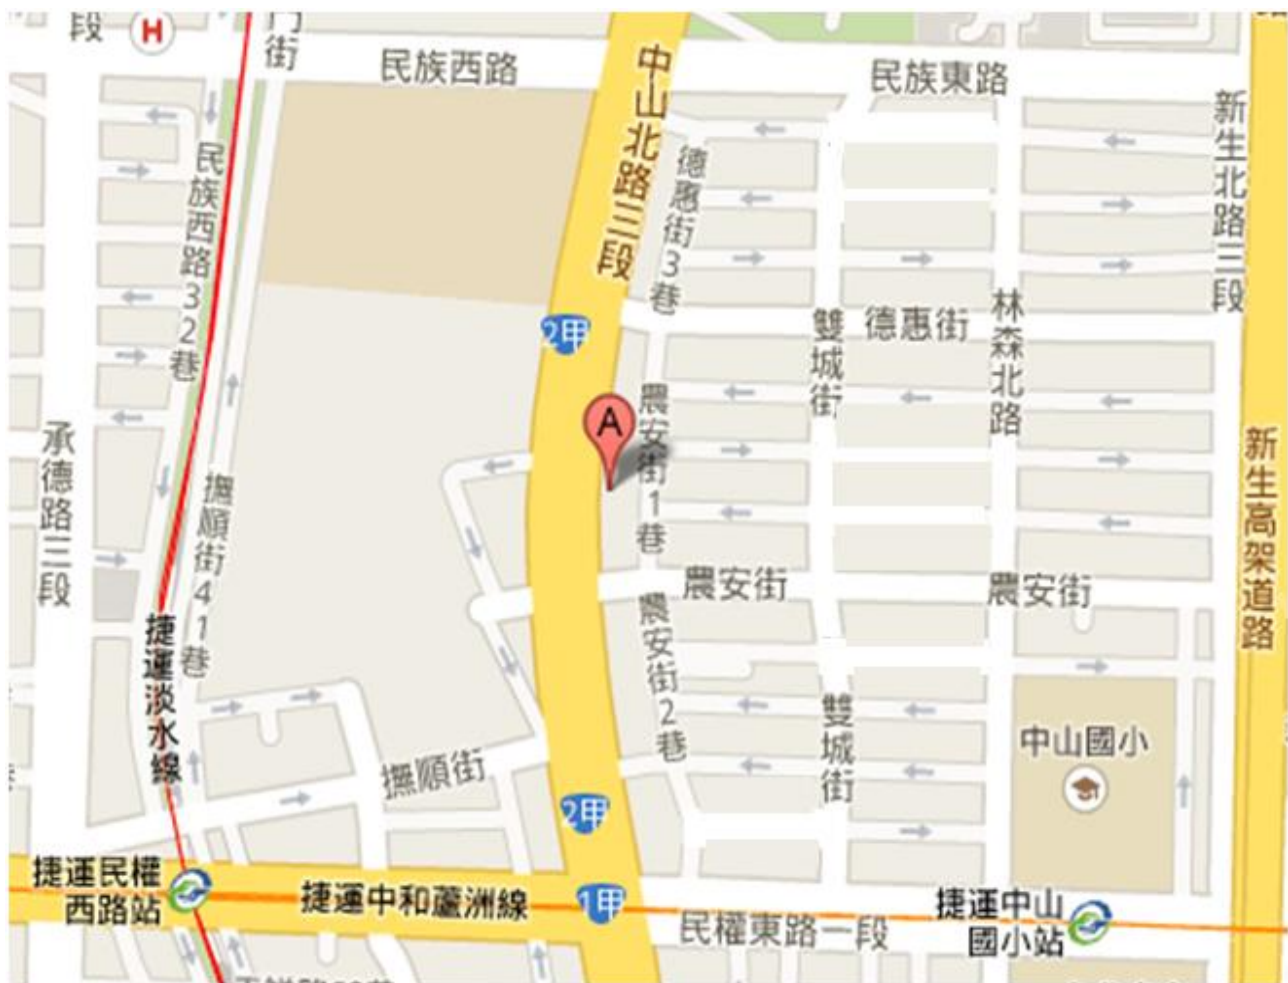 段
H
門街
民族西路
中山北路三段
民族東路
新生北路三段
民族西路32巷
德惠街3巷
2甲
德惠街
雙城街
林森北路
A
農安街1巷
承德路三段
撫順街41巷
新生高架道路
農安街
農安街
農安街2巷
捷運淡水線
雙城街
中山國小
撫順街
2甲
捷運民權
西路站
捷運中和蘆洲線
1甲
民權東路一段
捷運中山
國小站